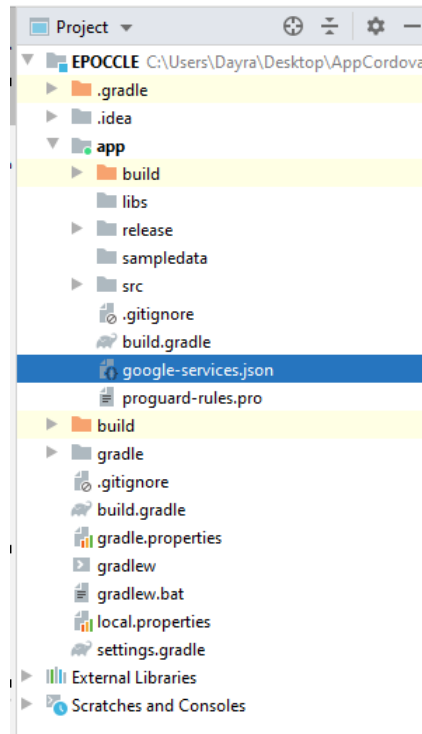 Project
EPOCCLE C:\Users\Dayra\Desktop\AppCordova
.gradle
.idea
app
build
libs
release
sampledata
src
.gitignore
build.gradle
google-services.json
proguard-rules.pro
build
gradle
.gitignore
build.gradle
gradle.properties
gradlew
gradlew.bat
local.properties
settings.gradle
External Libraries
Scratches and Consoles